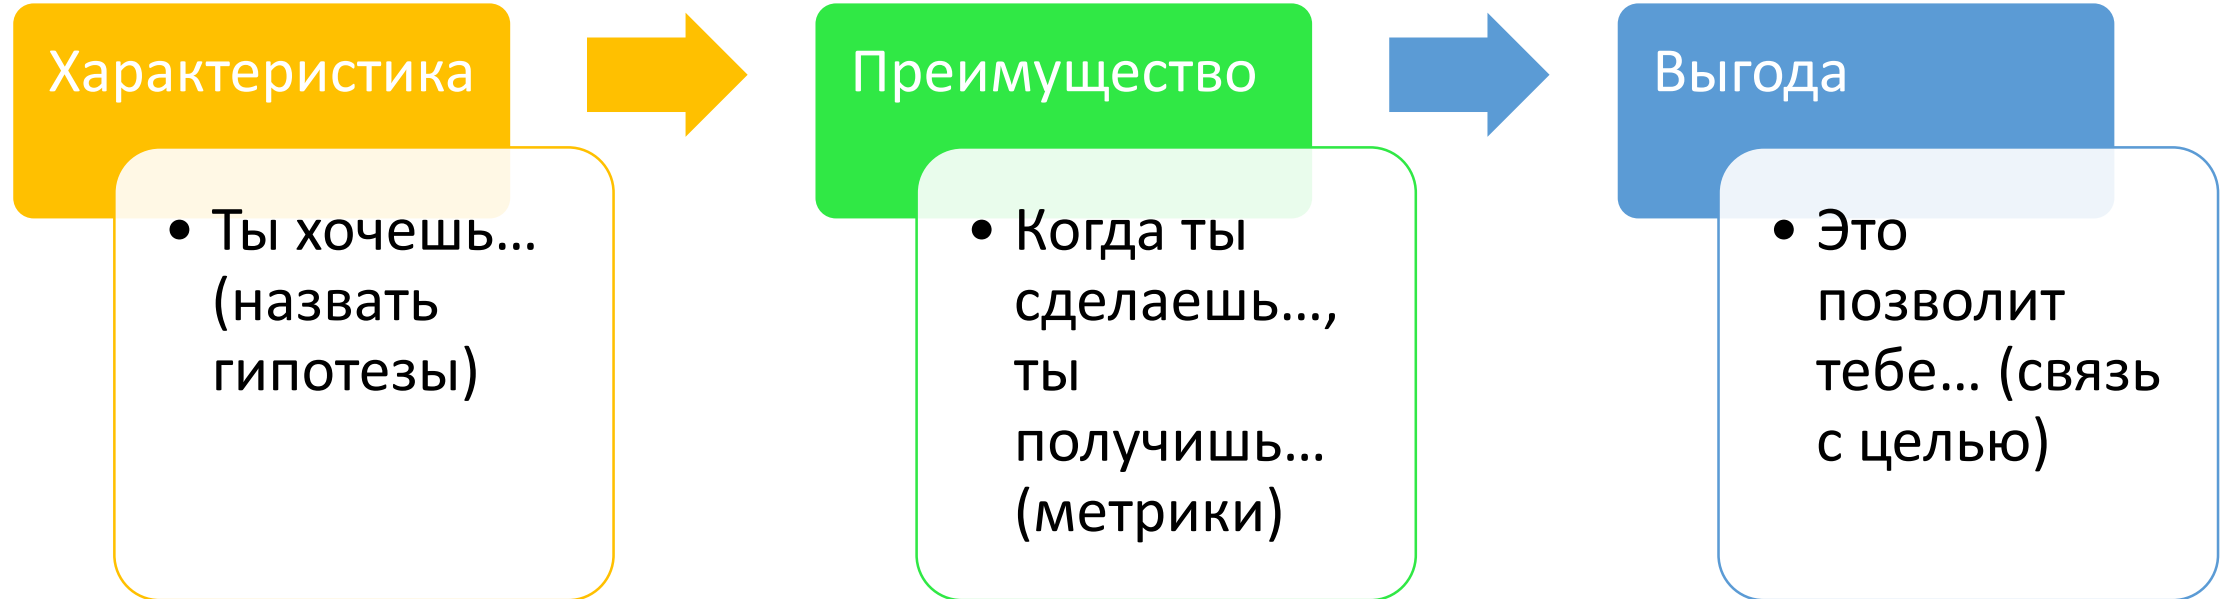 Характеристика
• Ты хочешь…
(назвать
гипотезы)
Преимущество
• Когда ты
сделаешь…,
ты
получишь…
(метрики)
Выгода
• Это
позволит
тебе… (связь
с целью)